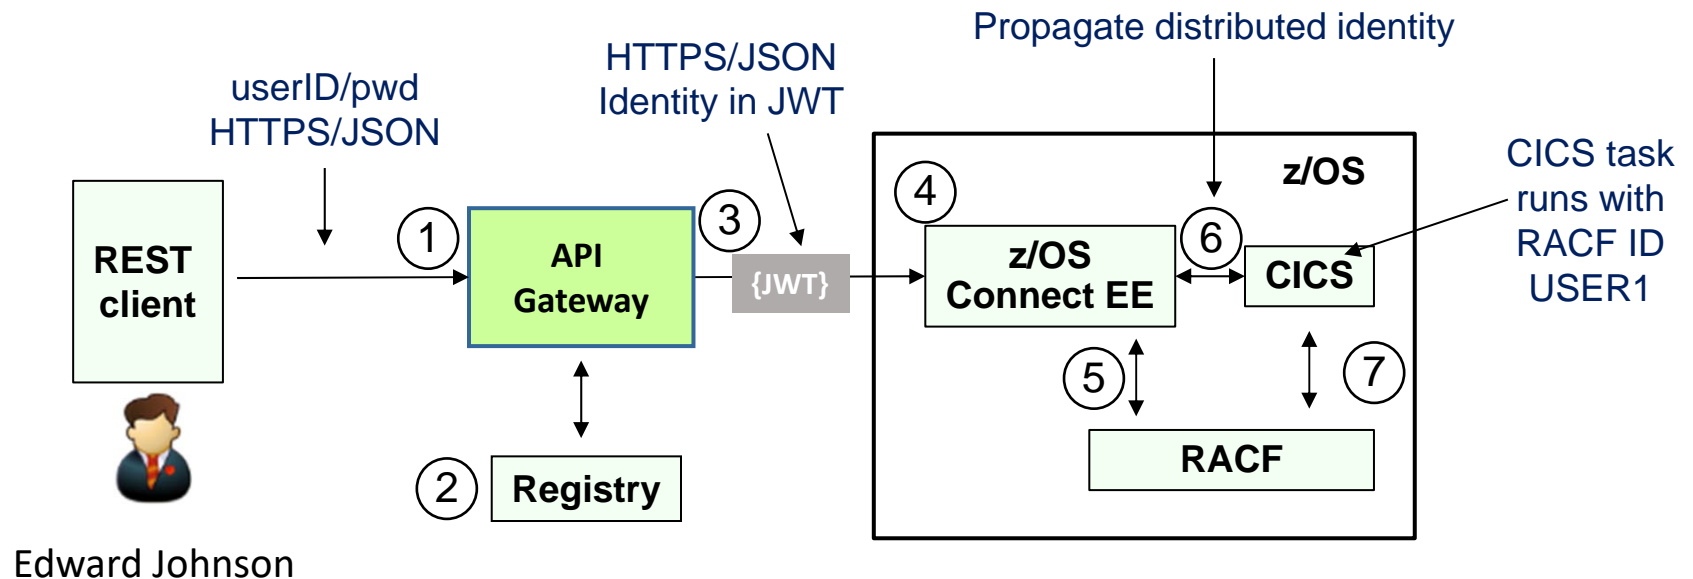 Propagate distributed identity
HTTPS/JSON
Identity in JWT
userID/pwd
HTTPS/JSON
CICS task
runs with
RACF ID
USER1
z/OS
REST
client
1
API
Gateway
3
{JWT}
4
z/OS
Connect EE
6
CICS
5
7
RACF
2
Registry
Edward Johnson